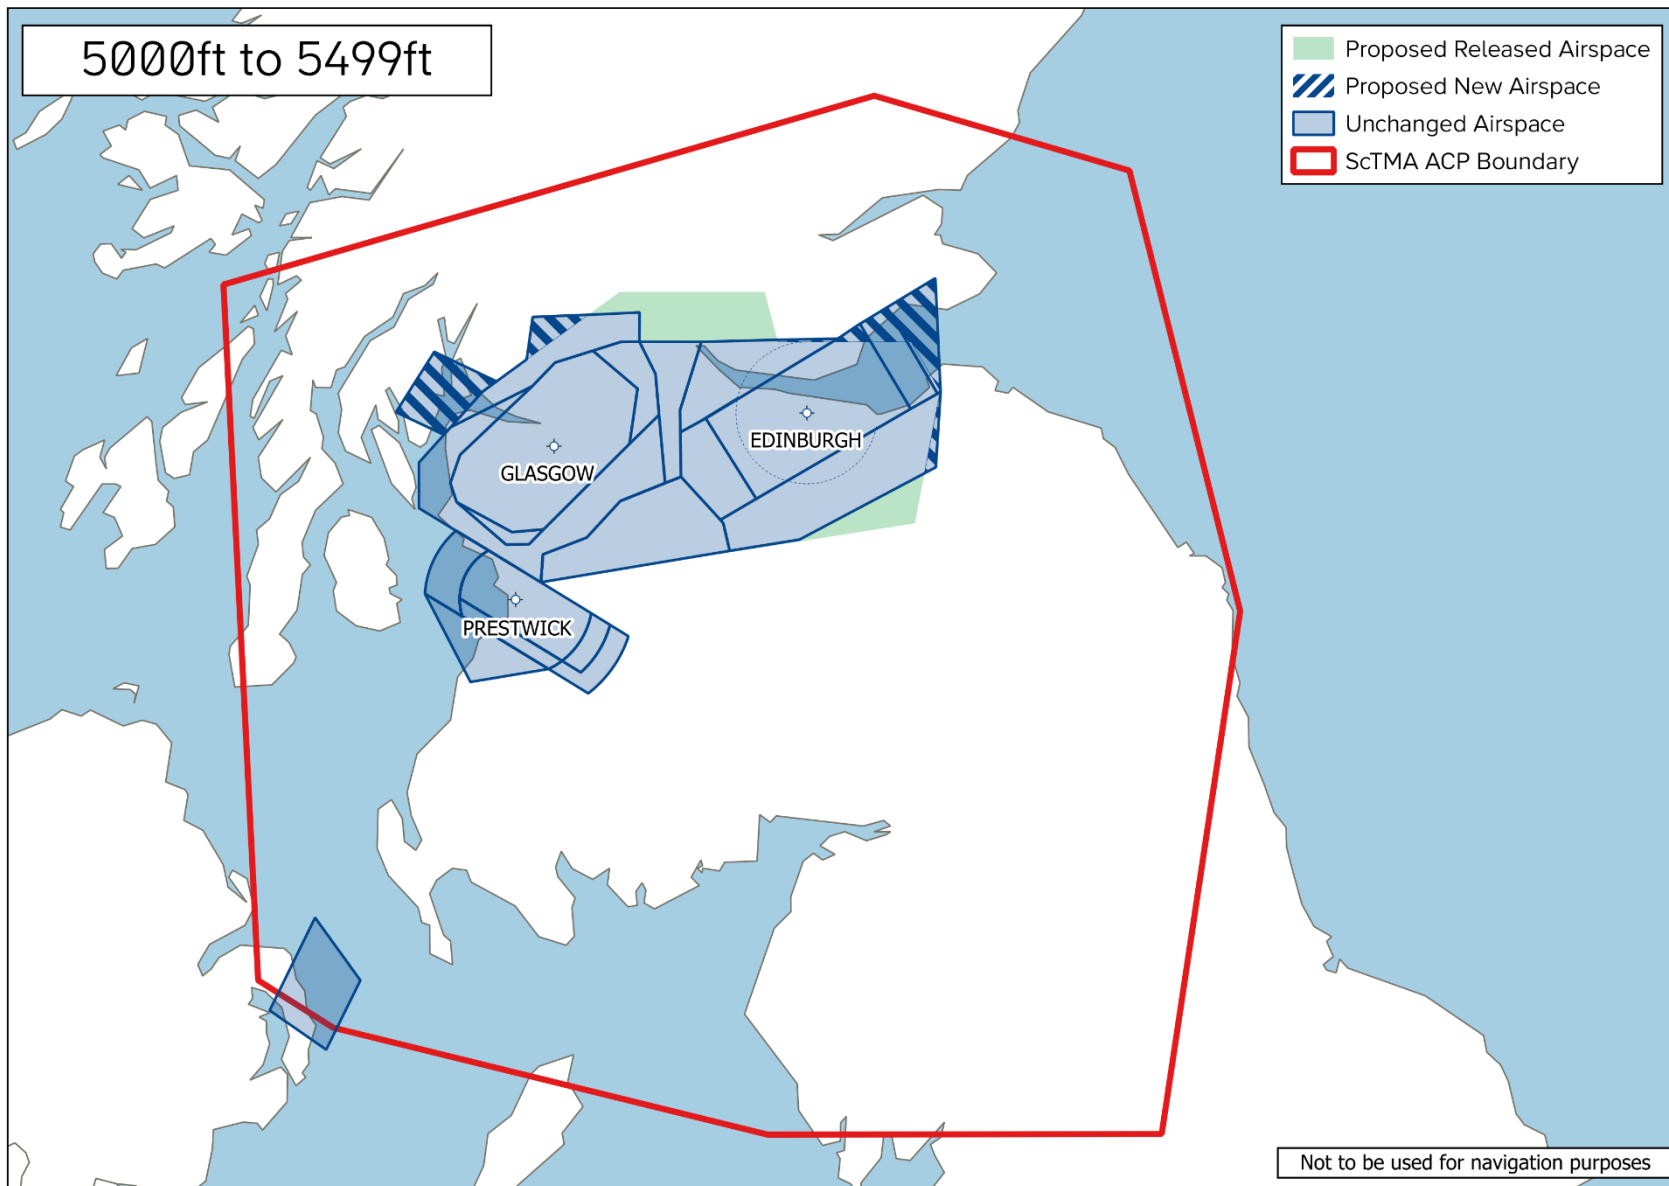 5000ft to 5499ft
Proposed Released Airspace
Proposed New Airspace
Unchanged Airspace
ScTMA ACP Boundary
EDINBURGH
GLASGOW
PRESTWICK
Not to be used for navigation purposes